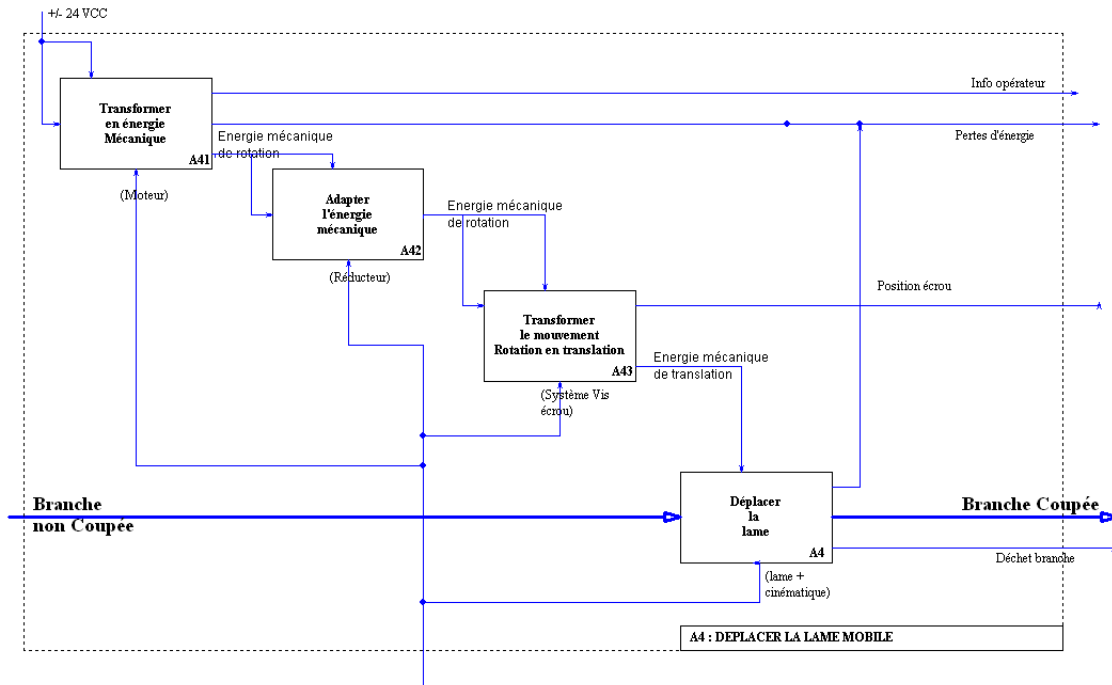 +/- 24 VCC
Info opérateur
Transformer
en énergie
Mécanique
A41
Energie mécanique
de rotation
Pertes d'énergie
(Moteur)
Adapter
l'énergie
mécanique
A42
Energie mécanique
de rotation
(Réducteur)
Position écrou
Transformer
le mouvement
Rotation en translation
A43
Energie mécanique
de translation
(Système Vis
écrou)
Branche
non Coupée
Déplacer
la
lame
A4
Branche Coupée
Déchet branche
(lame +
cinématique)
A4 : DEPLACER LA LAME MOBILE